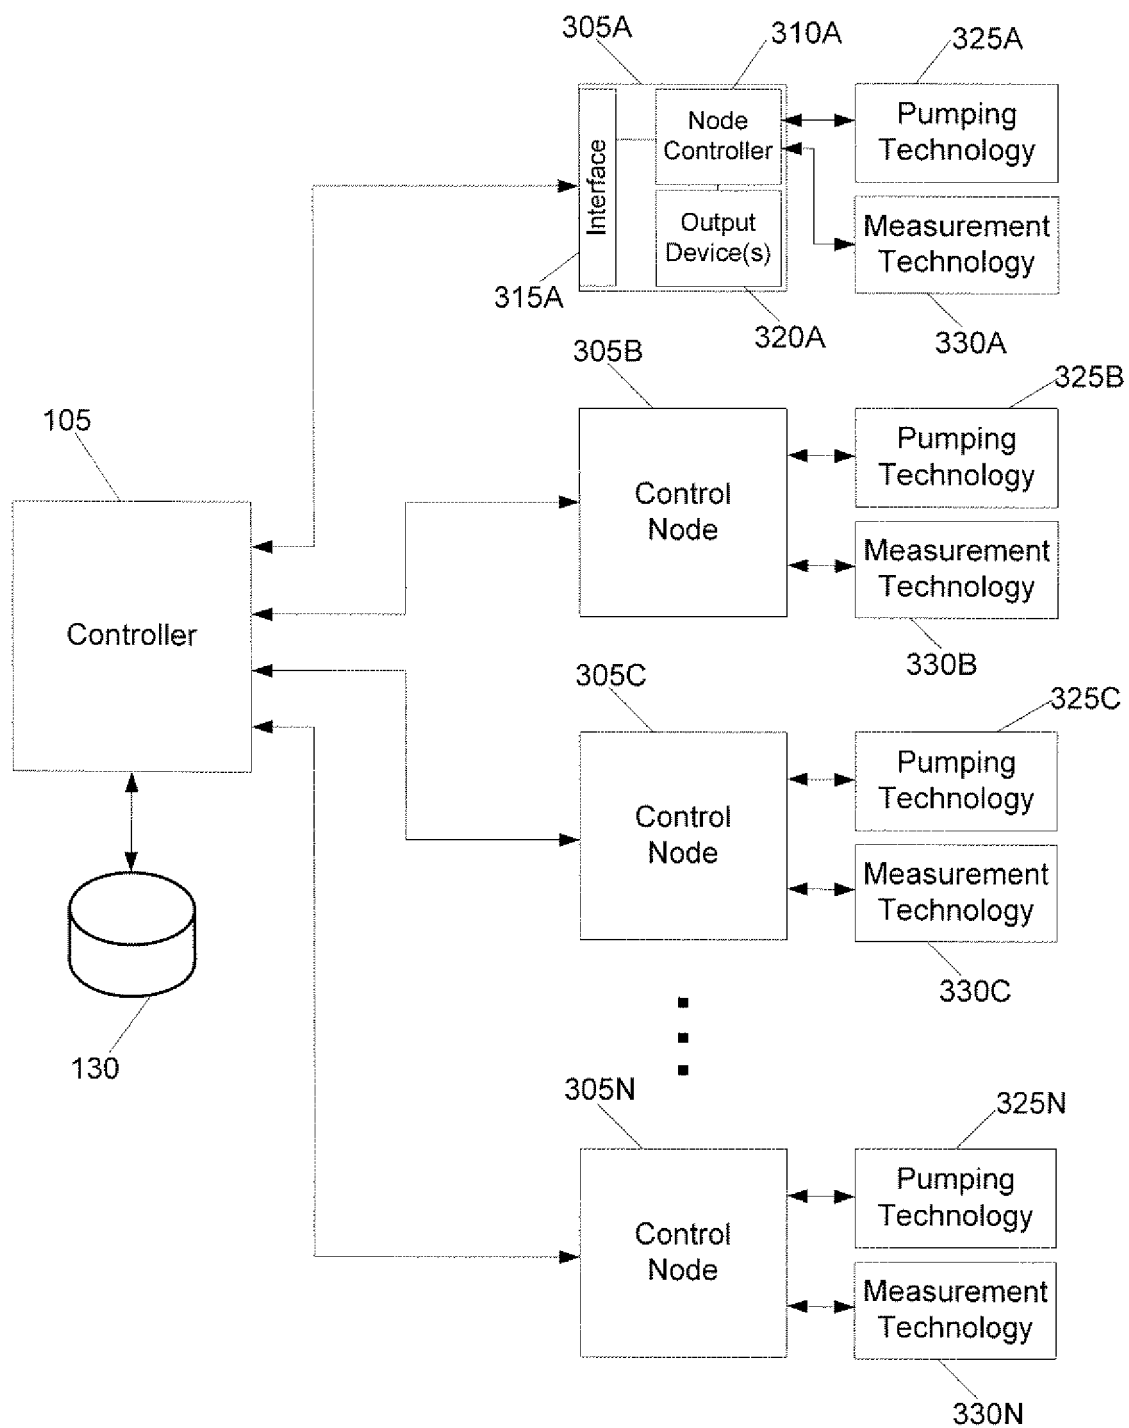 305A
310A
325A
Interface
Node
Controller
Output
Device(s)
Pumping
Technology
Measurement
Technology
315A
320A
330A
305B
325B
Control
Node
Pumping
Technology
Measurement
Technology
330B
105
Controller
130
305C
325C
Control
Node
Pumping
Technology
Measurement
Technology
330C
305N
325N
Control
Node
Pumping
Technology
Measurement
Technology
330N